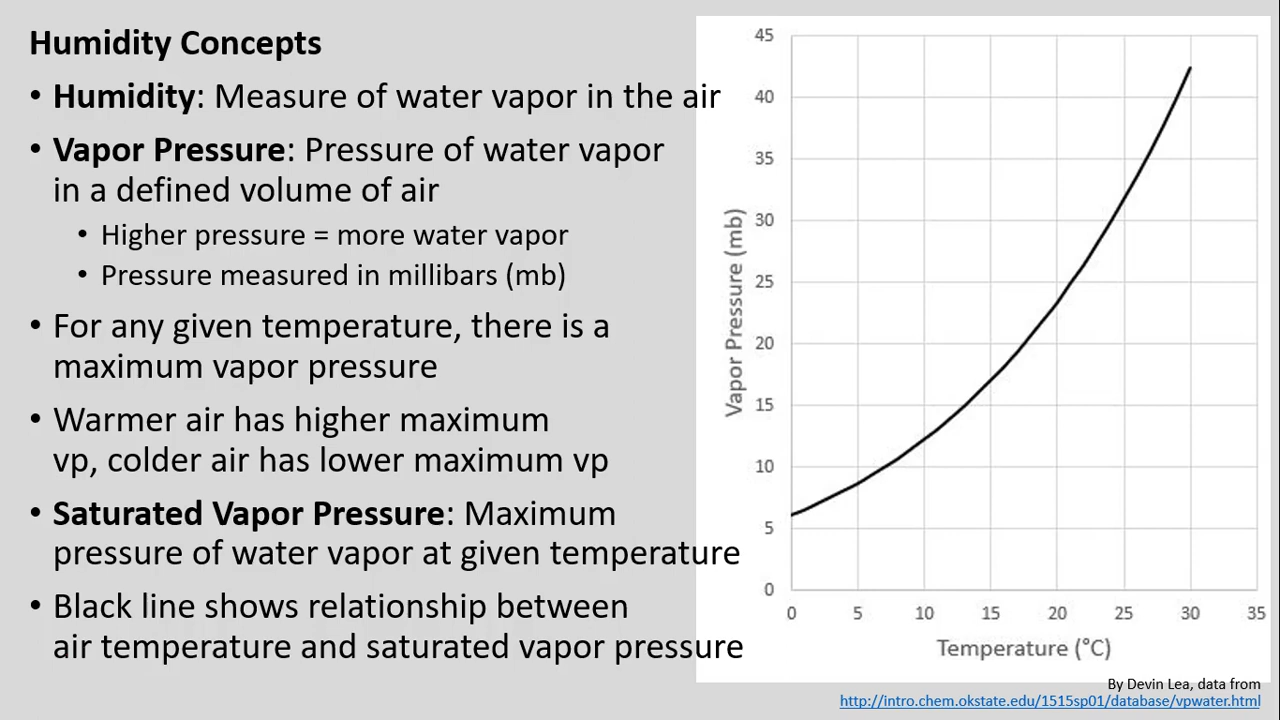 Humidity Concepts
• Humidity: Measure of water vapor in the air
• Vapor Pressure: Pressure of water vapor
in a defined volume of air
• Higher pressure = more water vapor
• Pressure measured in millibars (mb)
• For any given temperature, there is a
maximum vapor pressure
• Warmer air has higher maximum
vp, colder air has lower maximum vp
• Saturated Vapor Pressure: Maximum
pressure of water vapor at given temperature
• Black line shows relationship between
air temperature and saturated vapor pressure
Vapor Pressure (mb)
45
40
35
30
25
20
15
10
5
0
0 5 10 15 20 25 30 35
Temperature (°C)
By Devin Lea, data from
http://intro.chem.okstate.edu/1515sp01/database/vpwater.html